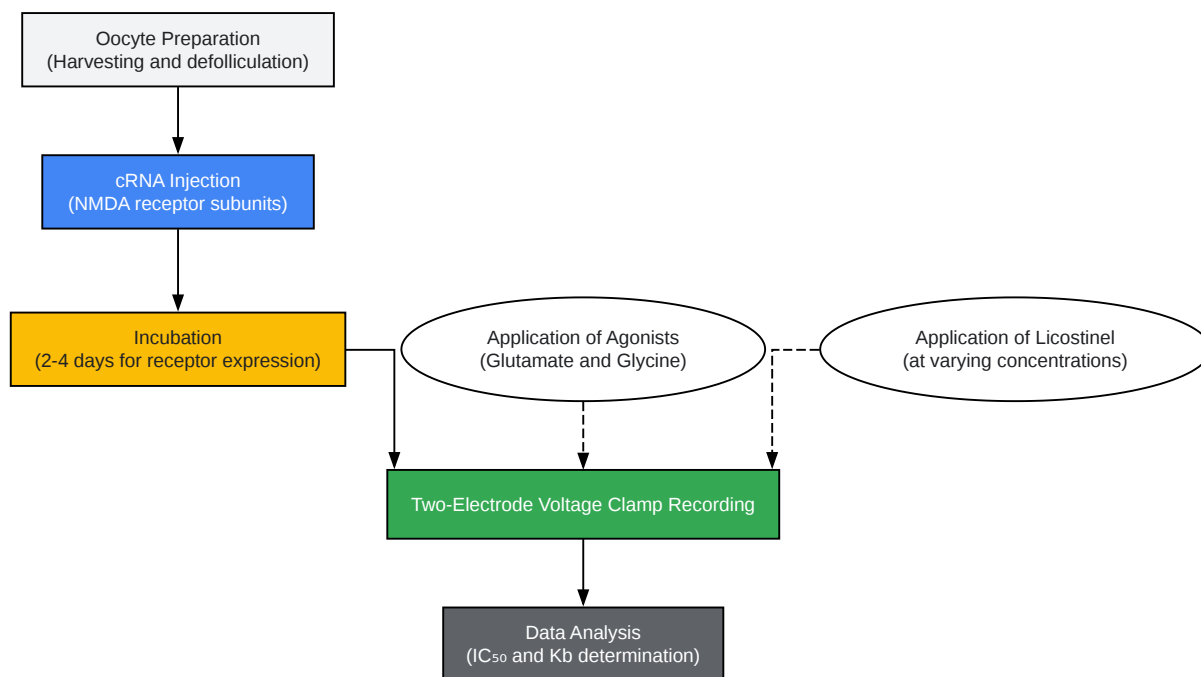 Oocyte Preparation
(Harvesting and defolliculation)
cRNA Injection
(NMDA receptor subunits)
Incubation
(2-4 days for receptor expression)
Application of Agonists
(Glutamate and Glycine)
Application of Licostinel
(at varying concentrations)
Two-Electrode Voltage Clamp Recording
Data Analysis
(IC₅₀ and Kb determination)